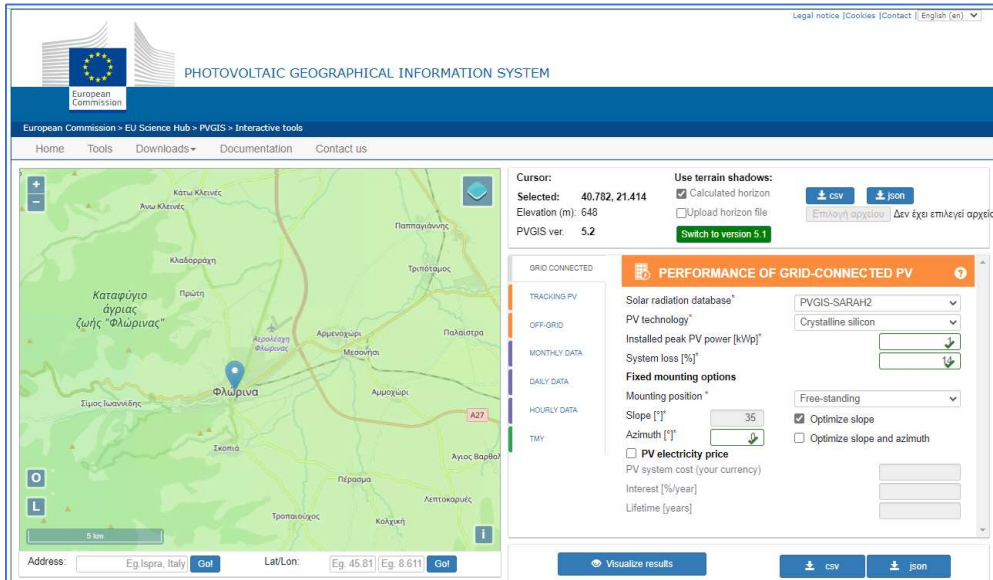 Legal notice |Cookies |Contact | English (en)
European
Commission
PHOTOVOLTAIC GEOGRAPHICAL INFORMATION SYSTEM
European Commission > EU Science Hub > PVGIS > Interactive tools
Home Tools Downloads Documentation Contact us
+
−
Κάτω Κλεινές
Άνω Κλεινές
Παππαγιάννης
Κλαδορράχη
Τριπόταμος
Καταφύγιο
άγριας
ζωής "Φλώρινας"
Πρώτη
Αερολέσχη
Φλώρινας
Αρμενοχώρι
Μεσονήσι
Παλαίστρα
Φλώρινα
Σίμος Ιωαννίδης
Αμμοχώρι
A27
Σκοπιά
Άγιος Βαρθολ
Πέρασμα
Λεπτοκαρυές
Τροπαιούχος
Κολχική
O
L
5 km
i
Address: Eg.Ispra, Italy Go! Lat/Lon: Eg. 45.81 Eg. 8.611 Go!
Cursor:
Selected: 40.782, 21.414
Elevation (m): 648
PVGIS ver. 5.2
Use terrain shadows:
Calculated horizon
Upload horizon file
Switch to version 5.1
csv json
Επιλογή αρχείου Δεν έχει επιλεγεί αρχείο
GRID CONNECTED
TRACKING PV
OFF-GRID
MONTHLY DATA
DAILY DATA
HOURLY DATA
TMY
PERFORMANCE OF GRID-CONNECTED PV ?
Solar radiation database* PVGIS-SARAH2
PV technology* Crystalline silicon
Installed peak PV power [kWp]* 1
System loss [%]* 14
Fixed mounting options
Mounting position * Free-standing
Slope [°]* 35 Optimize slope
Azimuth [°]* 0 Optimize slope and azimuth
PV electricity price
PV system cost (your currency)
Interest [%/year]
Lifetime [years]
Visualize results csv json